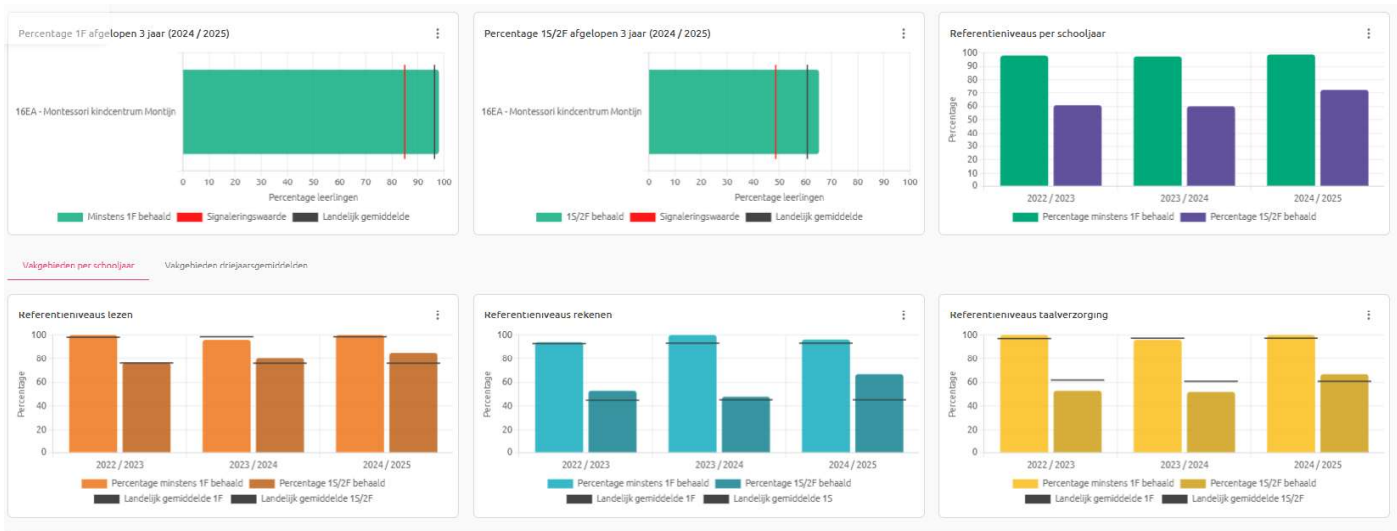 Percentage 1F afgelopen 3 jaar (2024 / 2025)
16EA - Montessori kindcentrum Montijn
0 10 20 30 40 50 60 70 80 90 100
Percentage leerlingen
Minstens 1F behaald Signaleringswaarde Landelijk gemiddelde
Percentage 1S/2F afgelopen 3 jaar (2024 / 2025)
16EA - Montessori kindcentrum Montijn
0 10 20 30 40 50 60 70 80 90 100
Percentage leerlingen
1S/2F behaald Signaleringswaarde Landelijk gemiddelde
Referentieniveaus per schooljaar
Percentage
100
90
80
70
60
50
40
30
20
10
0
2022 / 2023 2023 / 2024 2024 / 2025
Percentage minstens 1F behaald Percentage 1S/2F behaald
Vakgebieden per schooljaar Vakgebieden driejaarsgemiddelden
Referentieniveaus lezen
Percentage
100
80
60
40
20
0
2022 / 2023 2023 / 2024 2024 / 2025
Percentage minstens 1F behaald Percentage 1S/2F behaald
Landelijk gemiddelde 1F Landelijk gemiddelde 1S/2F
Referentieniveaus rekenen
Percentage
100
80
60
40
20
0
2022 / 2023 2023 / 2024 2024 / 2025
Percentage minstens 1F behaald Percentage 1S/2F behaald
Landelijk gemiddelde 1F Landelijk gemiddelde 1S
Referentieniveaus taalverzorging
Percentage
100
80
60
40
20
0
2022 / 2023 2023 / 2024 2024 / 2025
Percentage minstens 1F behaald Percentage 1S/2F behaald
Landelijk gemiddelde 1F Landelijk gemiddelde 1S/2F